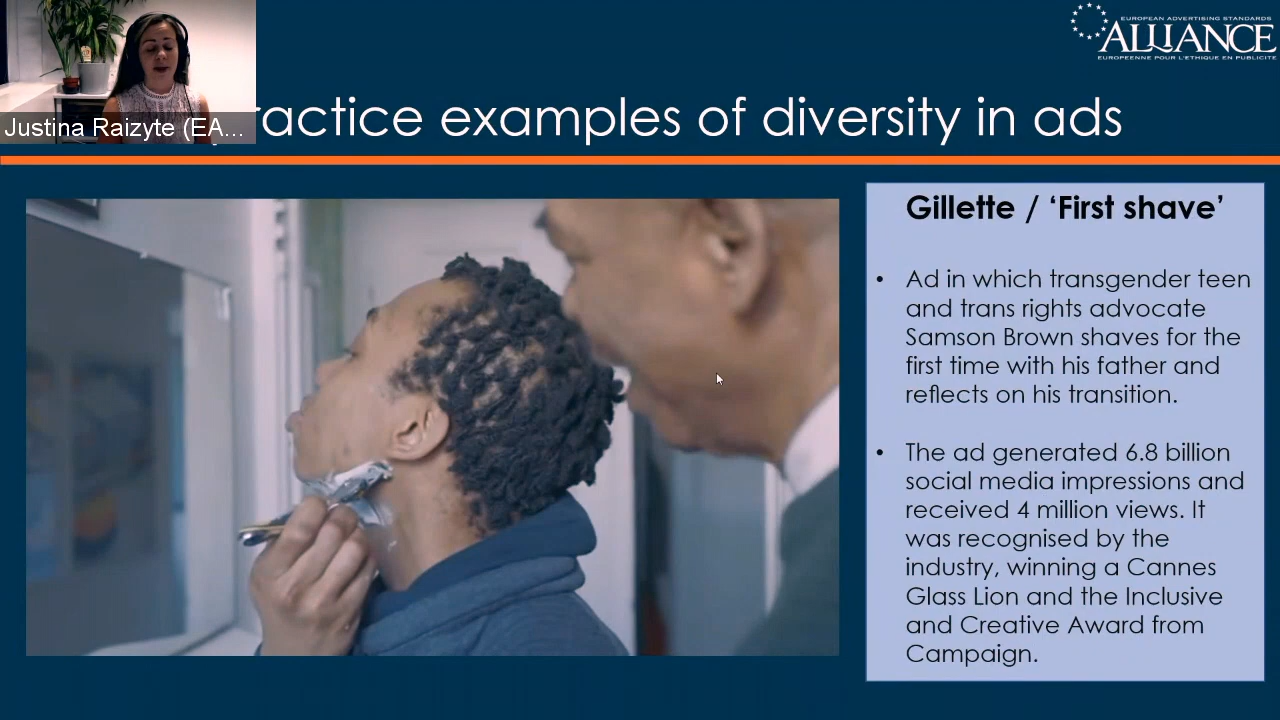 EUROPEAN ADVERTISING STANDARDS
ALLIANCE
EUROPEENNE POUR L'ETHIQUE EN PUBLICITE
Justina Raizyte (EA...
ractice examples of diversity in ads
Gillette / ‘First shave’
• Ad in which transgender teen
and trans rights advocate
Samson Brown shaves for the
first time with his father and
reflects on his transition.
• The ad generated 6.8 billion
social media impressions and
received 4 million views. It
was recognised by the
industry, winning a Cannes
Glass Lion and the Inclusive
and Creative Award from
Campaign.